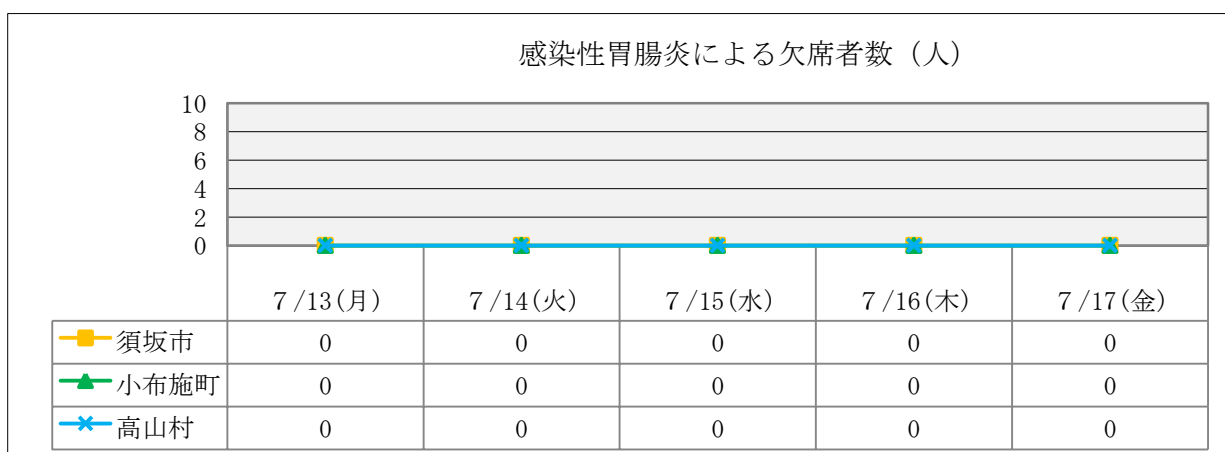 感染性胃腸炎による欠席者数（人）
10
8
6
4
2
0
７/13(月) ７/14(火) ７/15(水) ７/16(木) ７/17(金)
須坂市 0 0 0 0 0
小布施町 0 0 0 0 0
高山村 0 0 0 0 0